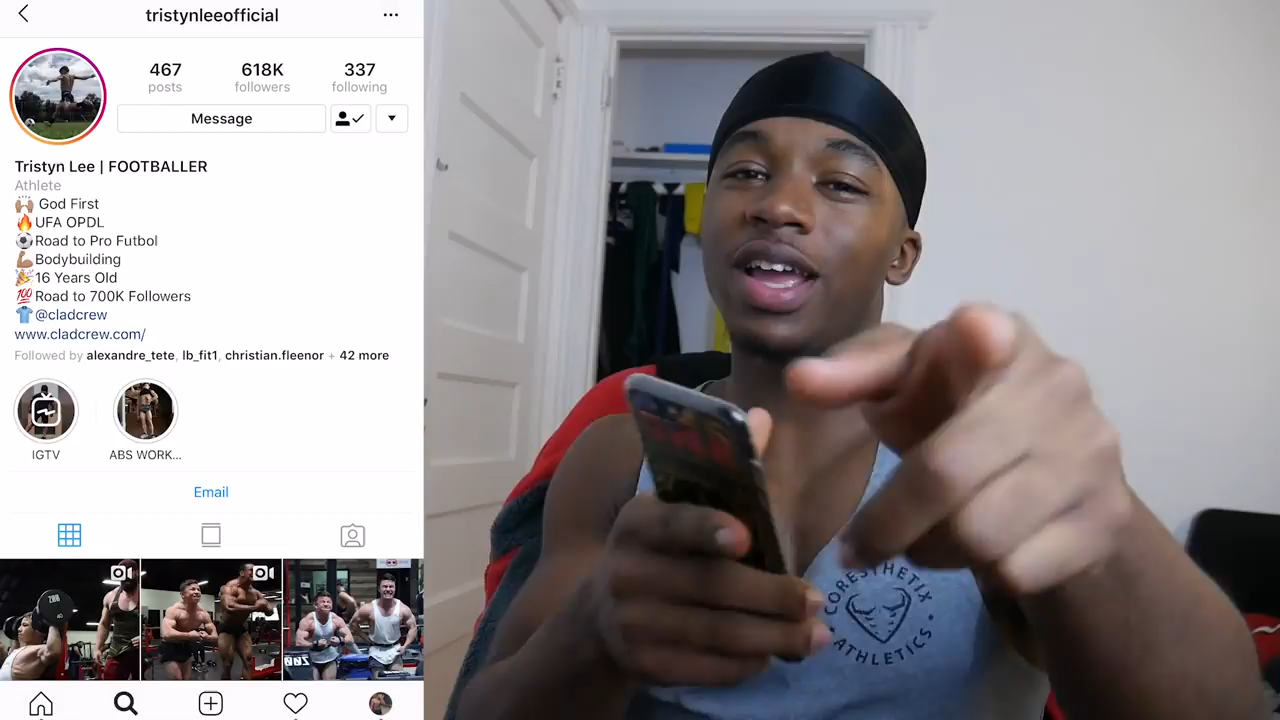 tristynleeofficial
467
618K
337
posts
followers
following
Message
Tristyn Lee | FOOTBALLER
Athlete
🙌🏽 God First
🔥UFA OPDL
⚽Road to Pro Futbol
💪🏽Bodybuilding
🎉16 Years Old
💯Road to 700K Followers
👕@cladcrew
www.cladcrew.com/
Followed by alexandre_tete, lb_fit1, christian.fleenor + 42 more
IGTV
ABS WORK...
Email
CORESTHETIX
• ATHLETICS •